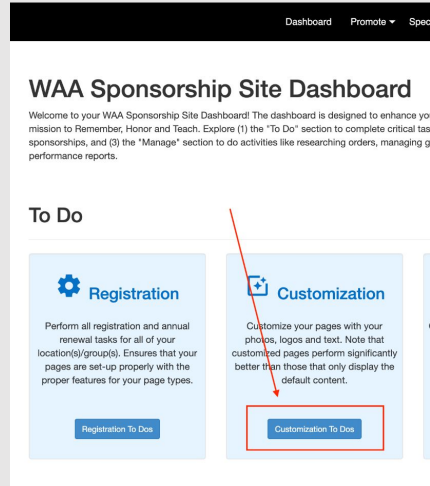 Dashboard Promote Spec
WAA Sponsorship Site Dashboard
Welcome to your WAA Sponsorship Site Dashboard! The dashboard is designed to enhance you
mission to Remember, Honor and Teach. Explore (1) the "To Do" section to complete critical tas
sponsorships, and (3) the "Manage" section to do activities like researching orders, managing g
performance reports.
To Do
Registration
Perform all registration and annual
renewal tasks for all of your
location(s)/group(s). Ensures that your
pages are set-up properly with the
proper features for your page types.
Registration To Dos
Customization
Customize your pages with your
photos, logos and text. Note that
customized pages perform significantly
better than those that only display the
default content.
Customization To Dos